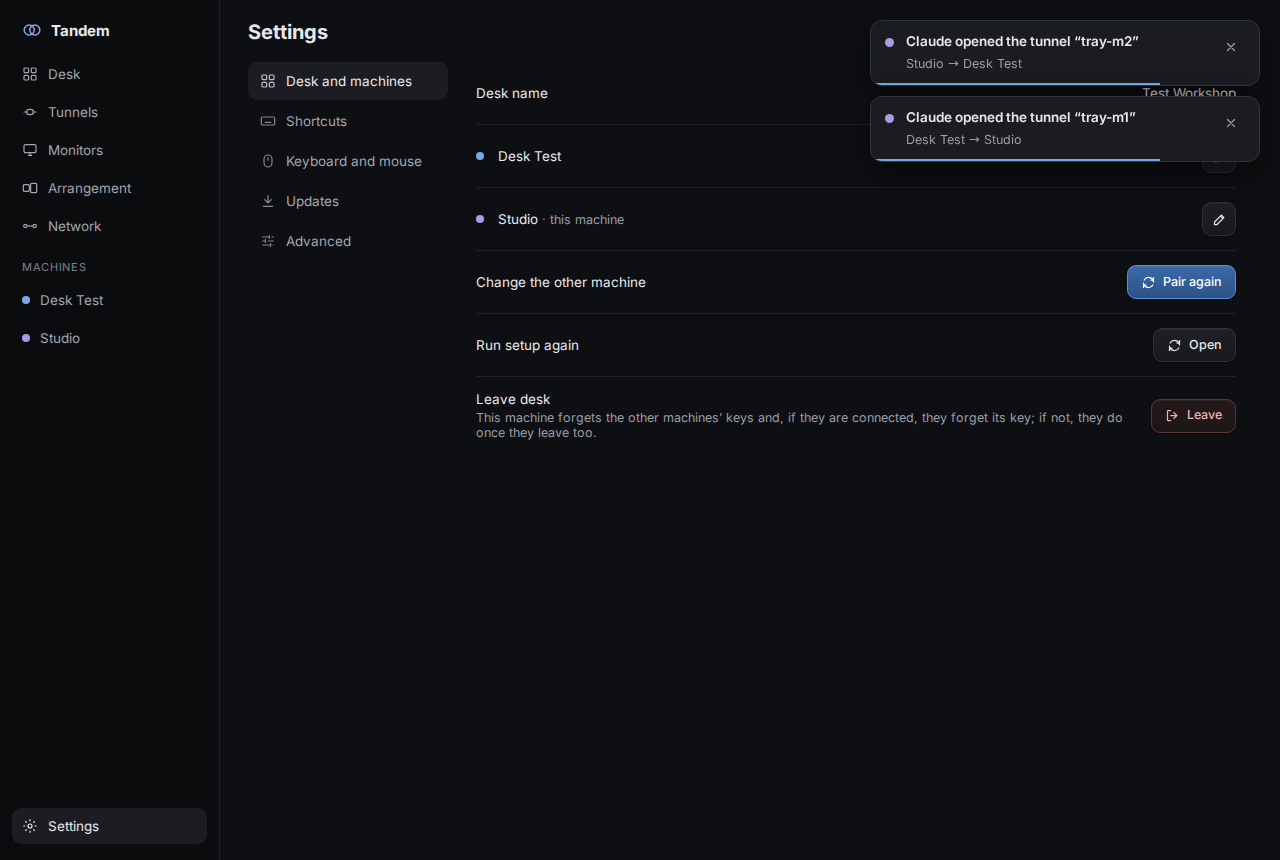 Tandem
Desk
Tunnels
Monitors
Arrangement
Network
MACHINES
Desk Test
Studio
Settings
Settings
Desk and machines
Shortcuts
Keyboard and mouse
Updates
Advanced
Claude opened the tunnel “tray-m2”
Studio → Desk Test
Claude opened the tunnel “tray-m1”
Desk Test → Studio
Desk name
Test Workshop
Desk Test
Studio · this machine
Change the other machine
Pair again
Run setup again
Open
Leave desk
This machine forgets the other machines’ keys and, if they are connected, they forget its key; if not, they do
once they leave too.
Leave